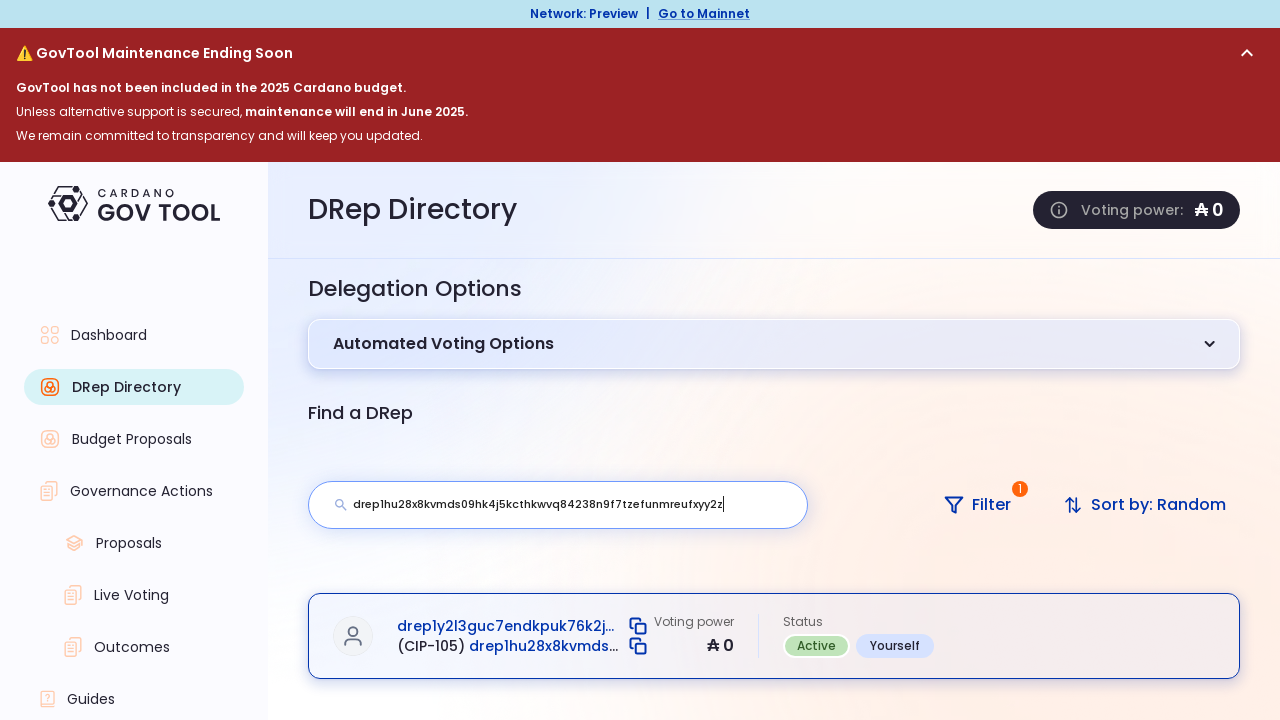 Network: Preview | Go to Mainnet
⚠️ GovTool Maintenance Ending Soon
GovTool has not been included in the 2025 Cardano budget.
Unless alternative support is secured, maintenance will end in June 2025.
We remain committed to transparency and will keep you updated.
CARDANO
GOV TOOL
DRep Directory
Voting power: ₳ 0
Dashboard
DRep Directory
Budget Proposals
Governance Actions
Proposals
Live Voting
Outcomes
Guides
Delegation Options
Automated Voting Options
Find a DRep
drep1hu28x8kvmds09hk4j5kcthkwvq84238n9f7tzefunmreufxyy2z
Filter
1
Sort by: Random
drep1y2l3guc7endkpuk76k2j...
(CIP-105) drep1hu28x8kvmds...
Voting power
₳ 0
Status
Active
Yourself